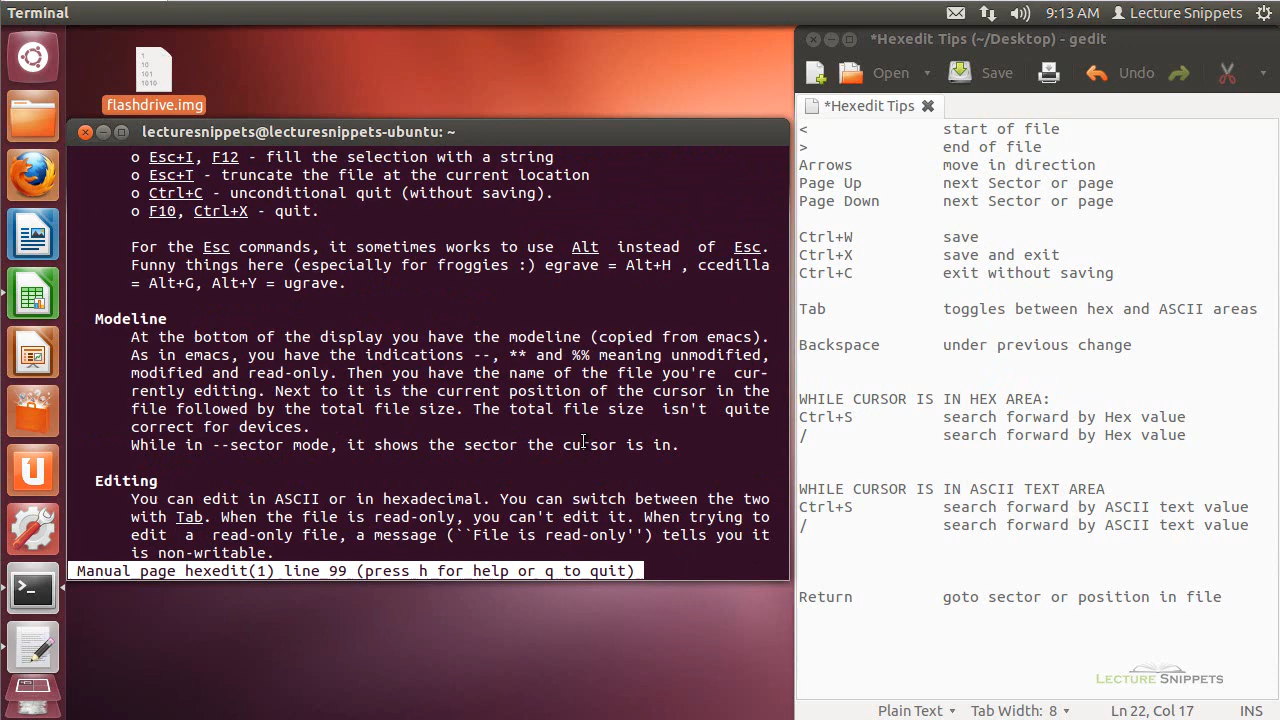 Terminal
9:13 AM
Lecture Snippets
1
10
101
1010
flashdrive.img
lecturesnippets@lecturesnippets-ubuntu: ~
o Esc+I, F12 - fill the selection with a string
o Esc+T - truncate the file at the current location
o Ctrl+C - unconditional quit (without saving).
o F10, Ctrl+X - quit.
For the Esc commands, it sometimes works to use Alt instead of Esc.
Funny things here (especially for froggies :) egrave = Alt+H , ccedilla
= Alt+G, Alt+Y = ugrave.
Modeline
At the bottom of the display you have the modeline (copied from emacs).
As in emacs, you have the indications --, ** and %% meaning unmodified,
modified and read-only. Then you have the name of the file you're cur-
rently editing. Next to it is the current position of the cursor in the
file followed by the total file size. The total file size isn't quite
correct for devices.
While in --sector mode, it shows the sector the cursor is in.
Editing
You can edit in ASCII or in hexadecimal. You can switch between the two
with Tab. When the file is read-only, you can't edit it. When trying to
edit a read-only file, a message (``File is read-only'') tells you it
is non-writable.
Manual page hexedit(1) line 99 (press h for help or q to quit)
*Hexedit Tips (~/Desktop) - gedit
Open
Save
Undo
*Hexedit Tips
< start of file
> end of file
Arrows move in direction
Page Up next Sector or page
Page Down next Sector or page
Ctrl+W save
Ctrl+X save and exit
Ctrl+C exit without saving
Tab toggles between hex and ASCII areas
Backspace under previous change
WHILE CURSOR IS IN HEX AREA:
Ctrl+S search forward by Hex value
/ search forward by Hex value
WHILE CURSOR IS IN ASCII TEXT AREA
Ctrl+S search forward by ASCII text value
/ search forward by ASCII text value
Return goto sector or position in file
LECTURE SNIPPETS
Plain Text
Tab Width: 8
Ln 22, Col 17
INS